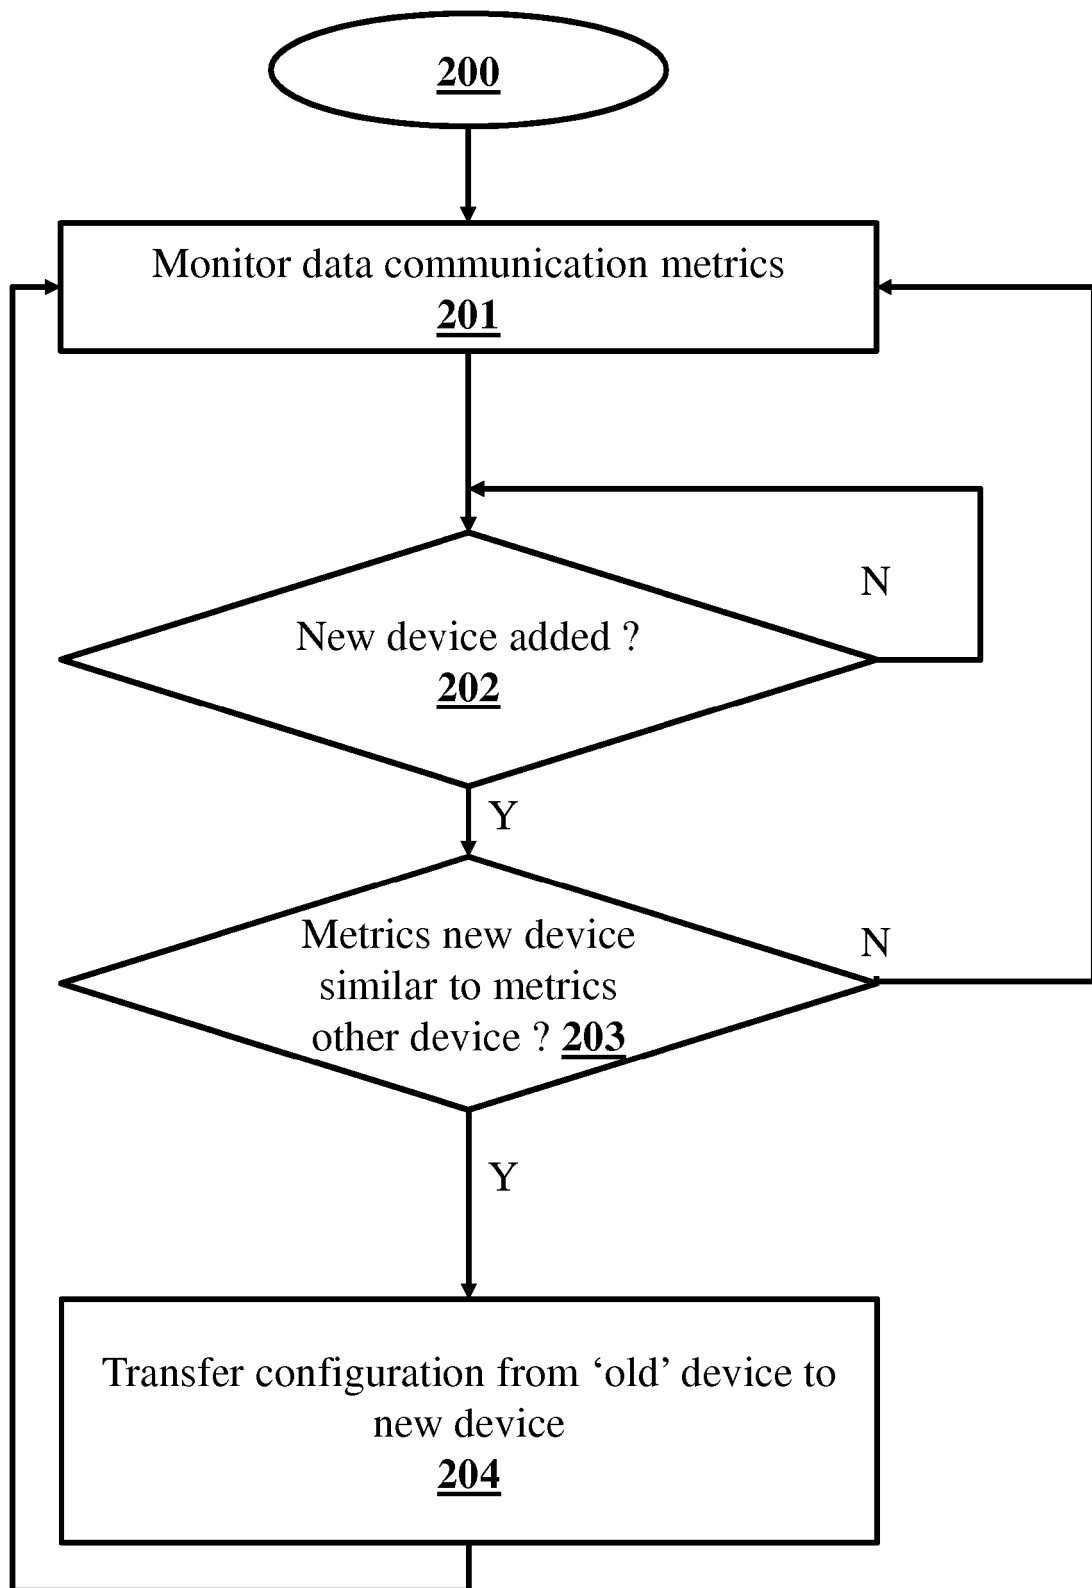 200
Monitor data communication metrics
201
N
New device added ?
202
Y
Metrics new device
N
similar to metrics
other device ? 203
Y
Transfer configuration from ‘old’ device to
new device
204